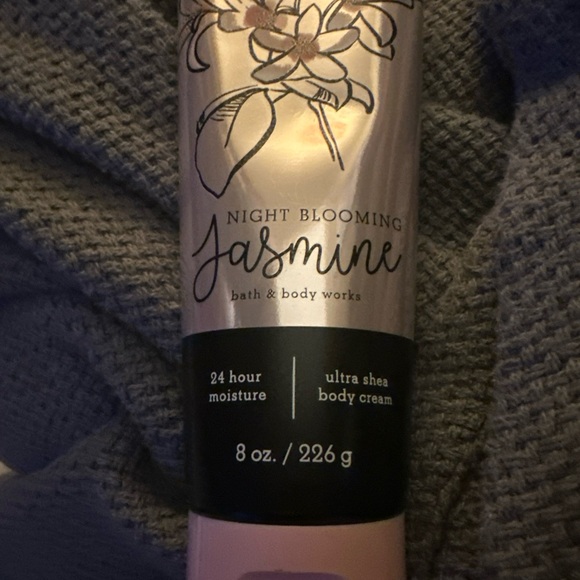 NIGHT BLOOMING
Jasmine
bath & body works
24 hour
moisture
ultra shea
body cream
8 oz. / 226 g